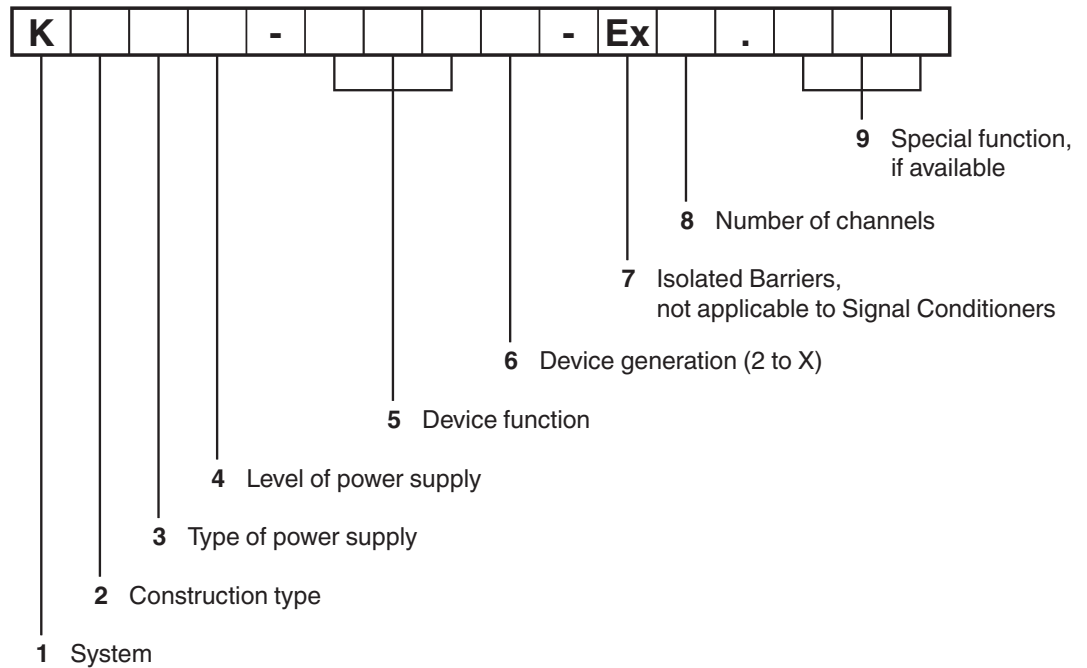 K - - Ex .
9 Special function,
if available
8 Number of channels
7 Isolated Barriers,
not applicable to Signal Conditioners
6 Device generation (2 to X)
5 Device function
4 Level of power supply
3 Type of power supply
2 Construction type
1 System